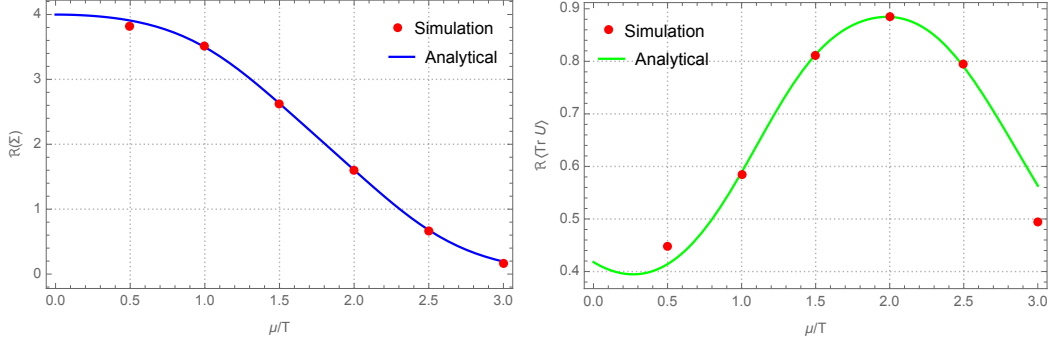 4
3
2
1
0
ℜ⟨Σ⟩
Simulation
Analytical
0.0 0.5 1.0 1.5 2.0 2.5 3.0
μ/T
0.9
0.8
0.7
0.6
0.5
0.4
ℜ⟨Tr U⟩
Simulation
Analytical
0.0 0.5 1.0 1.5 2.0 2.5 3.0
μ/T